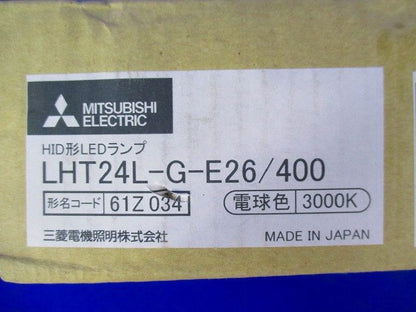 MITSUBISHI
ELECTRIC
HID形LEDランプ
LHT24L-G-E26/400
形名コード 61Z034 電球色 3000K
三菱電機照明株式会社 MADE IN JAPAN